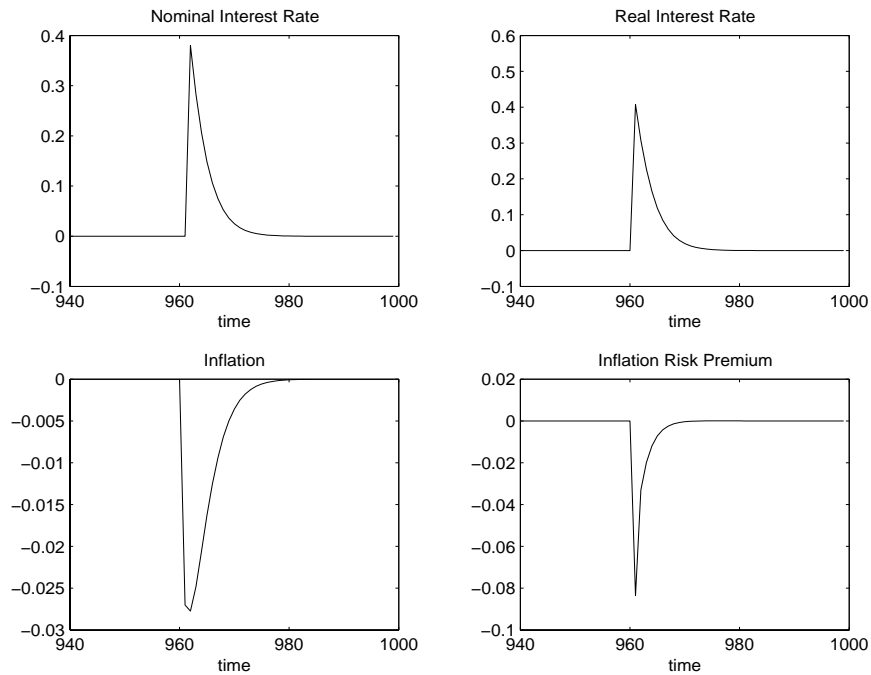 Nominal Interest Rate
0.4
0.3
0.2
0.1
0
−0.1
940 960 980 1000
time
Real Interest Rate
0.6
0.5
0.4
0.3
0.2
0.1
0
−0.1
940 960 980 1000
time
Inflation
0
−0.005
−0.01
−0.015
−0.02
−0.025
−0.03
940 960 980 1000
time
Inflation Risk Premium
0.02
0
−0.02
−0.04
−0.06
−0.08
−0.1
940 960 980 1000
time